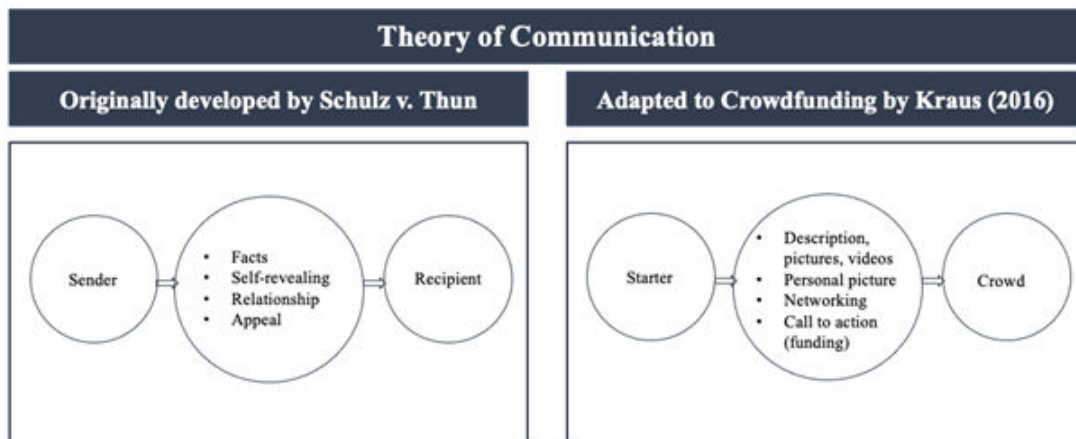 Theory of Communication
Originally developed by Schulz v. Thun
Sender
• Facts
• Self-revealing
• Relationship
• Appeal
Recipient
Adapted to Crowdfunding by Kraus (2016)
Starter
• Description,
pictures, videos
• Personal picture
• Networking
• Call to action
(funding)
Crowd